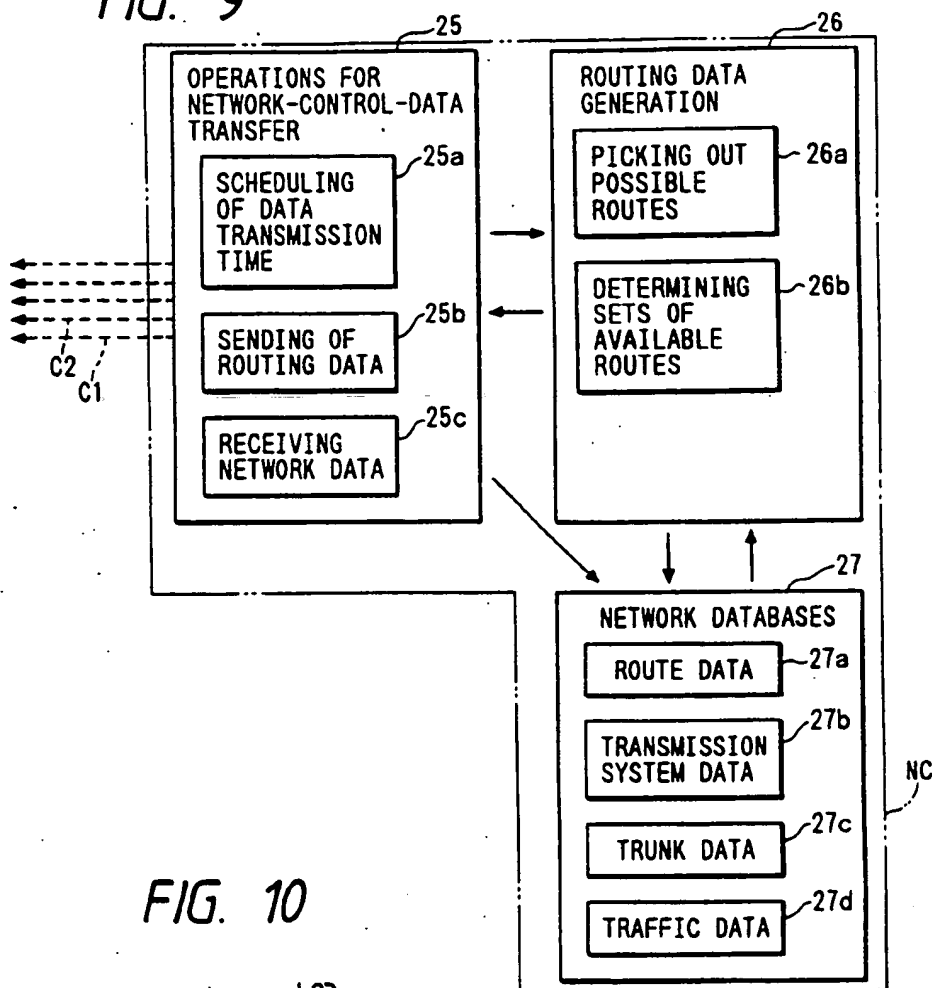 FIG. 9
25
OPERATIONS FOR
NETWORK-CONTROL-DATA
TRANSFER
25a
SCHEDULING
OF DATA
TRANSMISSION
TIME
25b
SENDING OF
ROUTING DATA
25c
RECEIVING
NETWORK DATA
C2
C1
26
ROUTING DATA
GENERATION
26a
PICKING OUT
POSSIBLE
ROUTES
26b
DETERMINING
SETS OF
AVAILABLE
ROUTES
27
NETWORK DATABASES
27a
ROUTE DATA
27b
TRANSMISSION
SYSTEM DATA
27c
TRUNK DATA
27d
TRAFFIC DATA
NC
FIG. 10